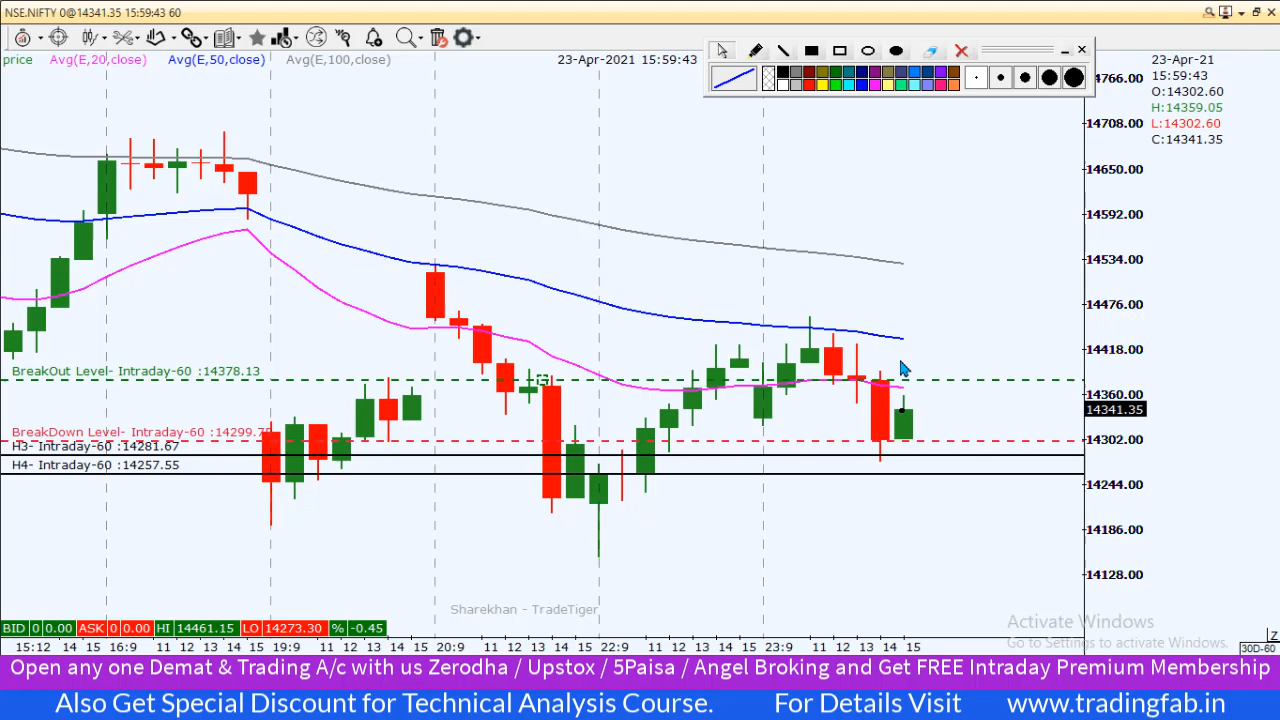 NSE.NIFTY 0@14341.35 15:59:43 60
price Avg(E,20,close) Avg(E,50,close) Avg(E,100,close) 23-Apr-2021 15:59:43
23-Apr-21
15:59:43
O:14302.60
H:14359.05
L:14302.60
C:14341.35
14766.00
14708.00
14650.00
14592.00
14534.00
14476.00
14418.00
14360.00
14341.35
14302.00
14244.00
14186.00
14128.00
BreakOut Level- Intraday-60 :14378.13
BreakDown Level- Intraday-60 :14299.75
H3- Intraday-60 :14281.67
H4- Intraday-60 :14257.55
Sharekhan - TradeTiger
Activate Windows
Go to Settings to activate Windows.
BID 0 0.00 ASK 0 0.00 HI 14461.15 LO 14273.30 % -0.45
Z
15:12 14 15 16:9 11 12 13 14 15 19:9 11 12 13 14 15 20:9 11 12 13 14 15 22:9 11 12 13 14 15 23:9 11 12 13 14 15 30D-60
Open any one Demat & Trading A/c with us Zerodha / Upstox / 5Paisa / Angel Broking and Get FREE Intraday Premium Membership
Also Get Special Discount for Technical Analysis Course. For Details Visit www.tradingfab.in